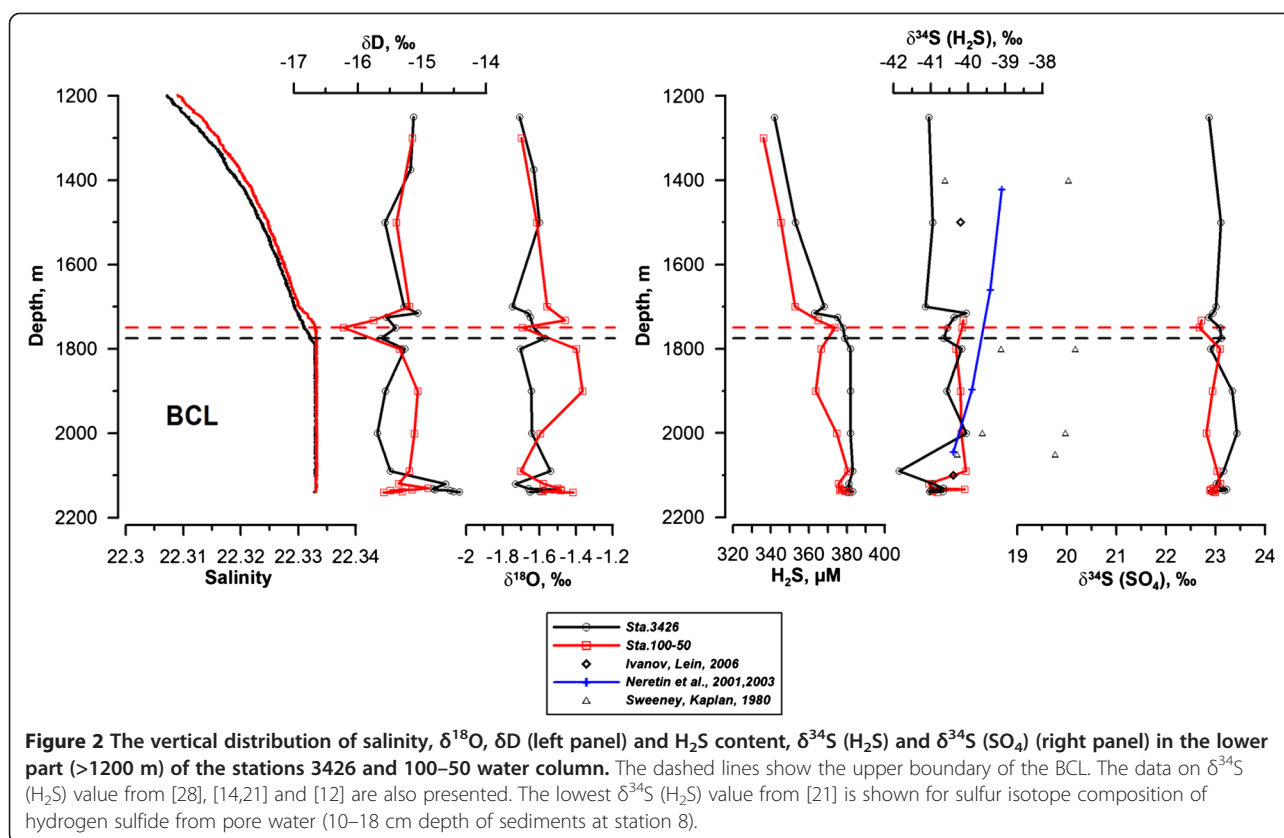 δD, ‰
-17 -16 -15 -14
δ³⁴S (H₂S), ‰
-42 -41 -40 -39 -38
1200
1400
1600
1800
2000
2200
Depth, m
BCL
22.3 22.31 22.32 22.33 22.34
Salinity
-2 -1.8 -1.6 -1.4 -1.2
δ¹⁸O, ‰
1200
1400
1600
1800
2000
2200
Depth, m
320 340 360 380 400
H₂S, µM
19 20 21 22 23 24
δ³⁴S (SO₄), ‰
Sta.3426
Sta.100-50
Ivanov, Lein, 2006
Neretin et al., 2001,2003
Sweeney, Kaplan, 1980
Figure 2 The vertical distribution of salinity, δ¹⁸O, δD (left panel) and H₂S content, δ³⁴S (H₂S) and δ³⁴S (SO₄) (right panel) in the lower
part (>1200 m) of the stations 3426 and 100–50 water column. The dashed lines show the upper boundary of the BCL. The data on δ³⁴S
(H₂S) value from [28], [14,21] and [12] are also presented. The lowest δ³⁴S (H₂S) value from [21] is shown for sulfur isotope composition of
hydrogen sulfide from pore water (10–18 cm depth of sediments at station 8).